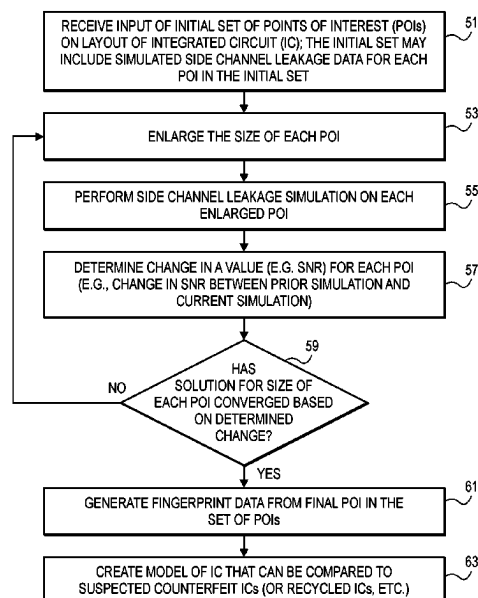 RECEIVE INPUT OF INITIAL SET OF POINTS OF INTEREST (POIs)
ON LAYOUT OF INTEGRATED CIRCUIT (IC); THE INITIAL SET MAY
INCLUDE SIMULATED SIDE CHANNEL LEAKAGE DATA FOR EACH
POI IN THE INITIAL SET
51
ENLARGE THE SIZE OF EACH POI
53
PERFORM SIDE CHANNEL LEAKAGE SIMULATION ON EACH
ENLARGED POI
55
DETERMINE CHANGE IN A VALUE (E.G. SNR) FOR EACH POI
(E.G., CHANGE IN SNR BETWEEN PRIOR SIMULATION AND
CURRENT SIMULATION)
57
59
HAS
SOLUTION FOR SIZE OF
EACH POI CONVERGED BASED
ON DETERMINED
CHANGE?
NO
YES
GENERATE FINGERPRINT DATA FROM FINAL POI IN THE
SET OF POIs
61
CREATE MODEL OF IC THAT CAN BE COMPARED TO
SUSPECTED COUNTERFEIT ICs (OR RECYCLED ICs, ETC.)
63